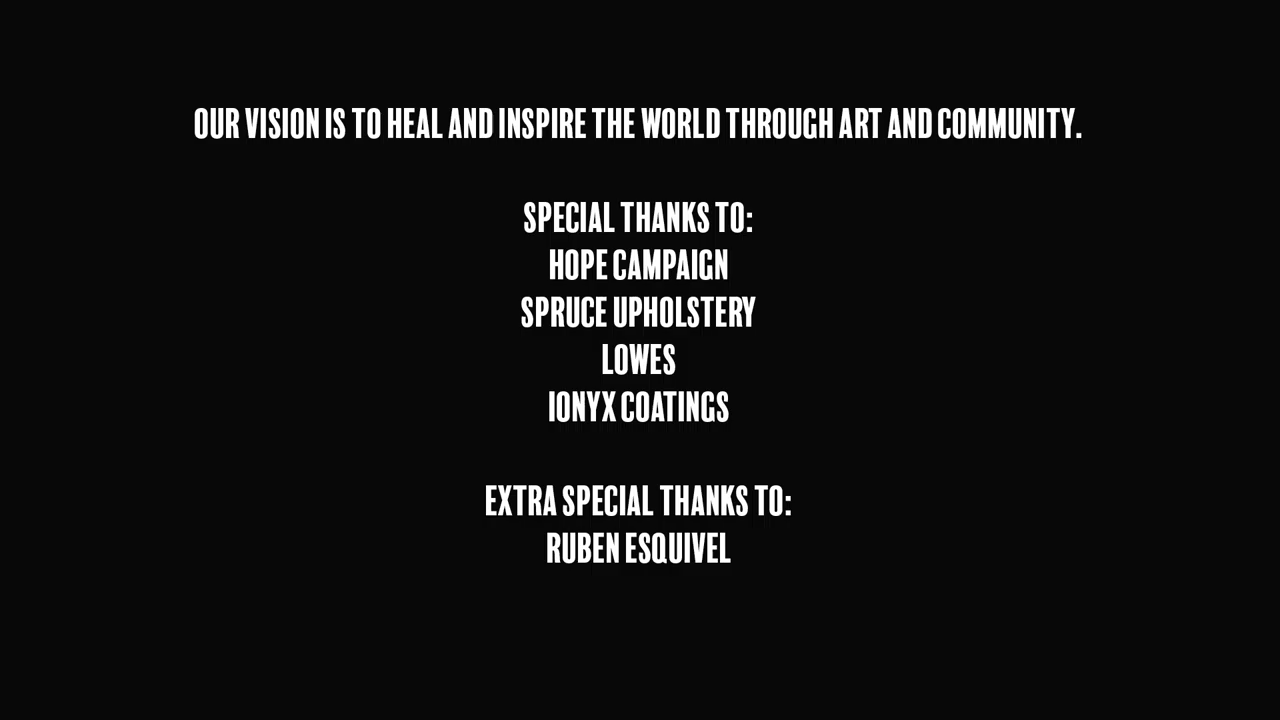 OUR VISION IS TO HEAL AND INSPIRE THE WORLD THROUGH ART AND COMMUNITY.
SPECIAL THANKS TO:
HOPE CAMPAIGN
SPRUCE UPHOLSTERY
LOWES
IONYX COATINGS
EXTRA SPECIAL THANKS TO:
RUBEN ESQUIVEL